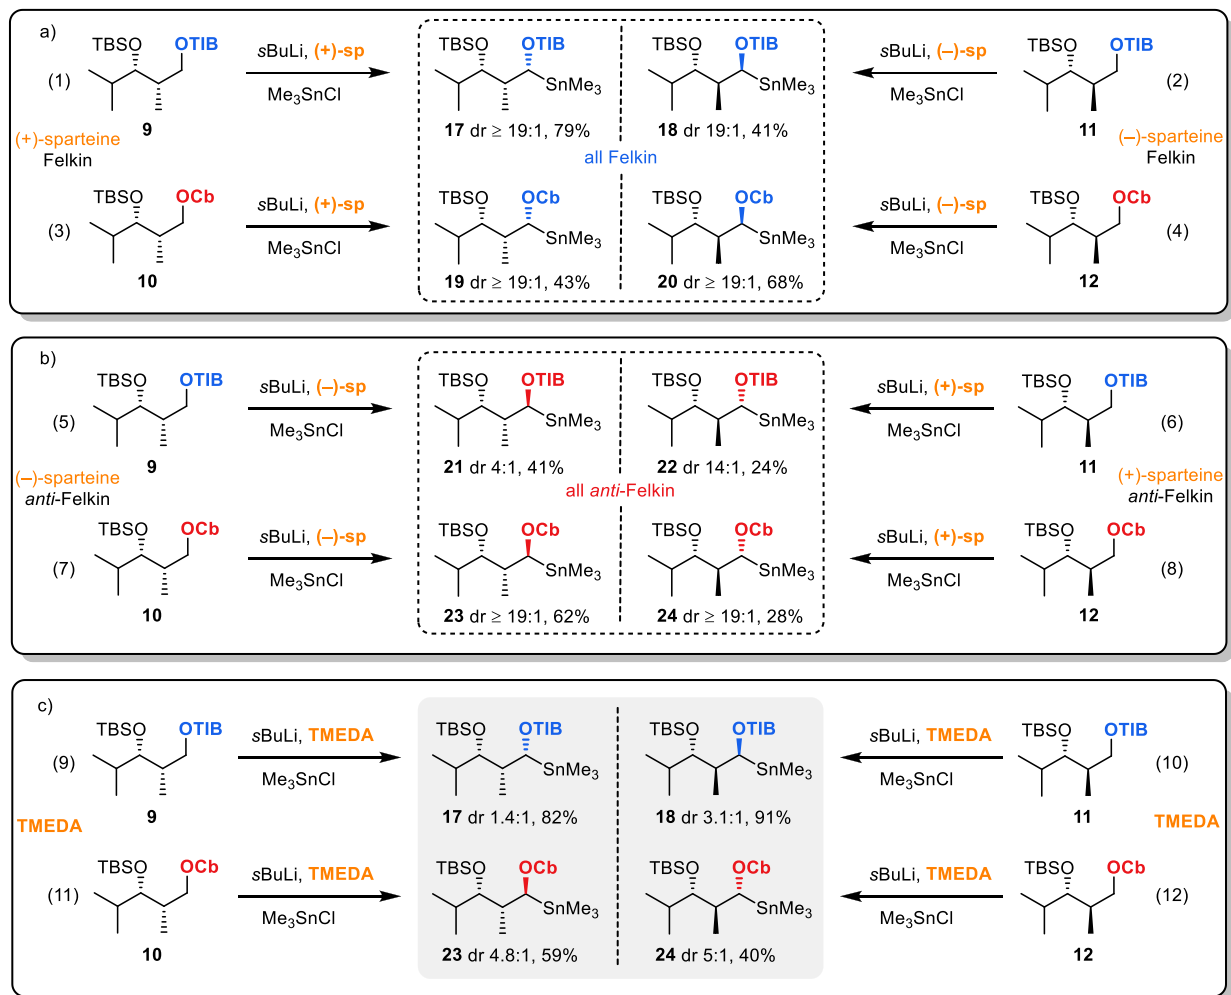 a)
TBSO OTIB
sBuLi, (+)-sp
TBSO OTIB
TBSO OTIB
sBuLi, (–)-sp
TBSO OTIB
(1)
Me3SnCl
SnMe3
SnMe3
Me3SnCl
(2)
9
17 dr ≥ 19:1, 79%
18 dr 19:1, 41%
11
(+)-sparteine
Felkin
all Felkin
(–)-sparteine
Felkin
TBSO OCb
sBuLi, (+)-sp
TBSO OCb
TBSO OCb
sBuLi, (–)-sp
TBSO OCb
(3)
Me3SnCl
SnMe3
SnMe3
Me3SnCl
(4)
10
19 dr ≥ 19:1, 43%
20 dr ≥ 19:1, 68%
12
b)
TBSO OTIB
sBuLi, (–)-sp
TBSO OTIB
TBSO OTIB
sBuLi, (+)-sp
TBSO OTIB
(5)
Me3SnCl
SnMe3
SnMe3
Me3SnCl
(6)
9
21 dr 4:1, 41%
22 dr 14:1, 24%
11
(–)-sparteine
anti-Felkin
all anti-Felkin
(+)-sparteine
anti-Felkin
TBSO OCb
sBuLi, (–)-sp
TBSO OCb
TBSO OCb
sBuLi, (+)-sp
TBSO OCb
(7)
Me3SnCl
SnMe3
SnMe3
Me3SnCl
(8)
10
23 dr ≥ 19:1, 62%
24 dr ≥ 19:1, 28%
12
c)
TBSO OTIB
sBuLi, TMEDA
TBSO OTIB
TBSO OTIB
sBuLi, TMEDA
TBSO OTIB
(9)
Me3SnCl
SnMe3
SnMe3
Me3SnCl
(10)
9
17 dr 1.4:1, 82%
18 dr 3.1:1, 91%
11
TMEDA
TMEDA
TBSO OCb
sBuLi, TMEDA
TBSO OCb
TBSO OCb
sBuLi, TMEDA
TBSO OCb
(11)
Me3SnCl
SnMe3
SnMe3
Me3SnCl
(12)
10
23 dr 4.8:1, 59%
24 dr 5:1, 40%
12